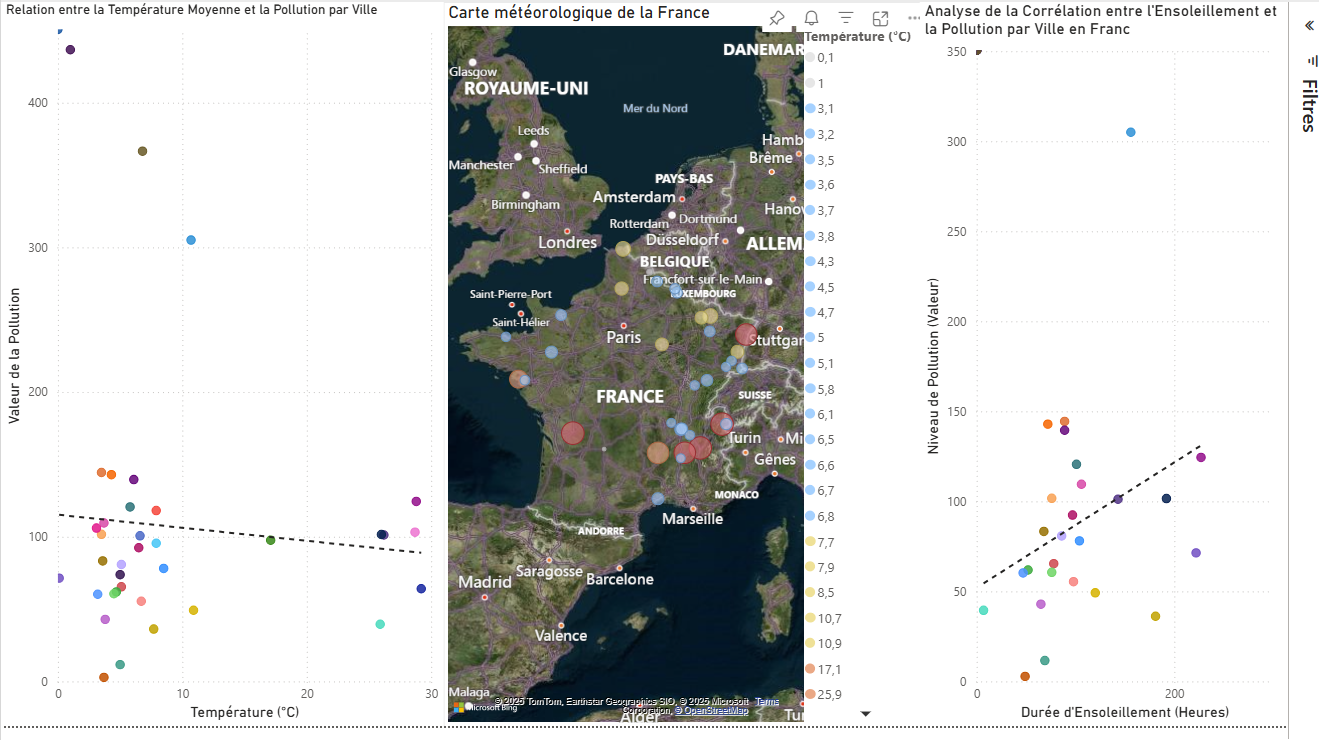 Relation entre la Température Moyenne et la Pollution par Ville
400
300
200
100
0
0
10
20
30
Valeur de la Pollution
Température (°C)
Carte météorologique de la France
DANEMAR
Glasgow
ROYAUME-UNI
Mer du Nord
Leeds
Hamb
Manchester
Sheffield
Brême
PAYS-BAS
Birmingham
Amsterdam
Hanov
Rotterdam
Dortmund
Londres
Düsseldorf
ALLEM
BELGIQUE
Francfort-sur-le-Main
Saint-Pierre-Port
LUXEMBOURG
Saint-Hélier
Paris
Stuttgar
FRANCE
SUISSE
Turin
Mi
Gênes
MONACO
Marseille
ANDORRE
Saragosse
Barcelone
Madrid
Valence
Malaga
Alger
Tu
Microsoft Bing
© 2025 TomTom, Earthstar Geographics SIO, © 2025 Microsoft
Corporation, © OpenStreetMap
Terms
Température (°C)
0,1
1
3,1
3,2
3,5
3,6
3,7
3,8
4,3
4,5
4,7
5
5,1
5,8
6,1
6,5
6,6
6,7
6,8
7,7
7,9
8,5
10,7
10,9
17,1
25,9
Analyse de la Corrélation entre l'Ensoleillement et
la Pollution par Ville en Franc
350
300
250
200
150
100
50
0
0
200
Niveau de Pollution (Valeur)
Durée d'Ensoleillement (Heures)
Filtres